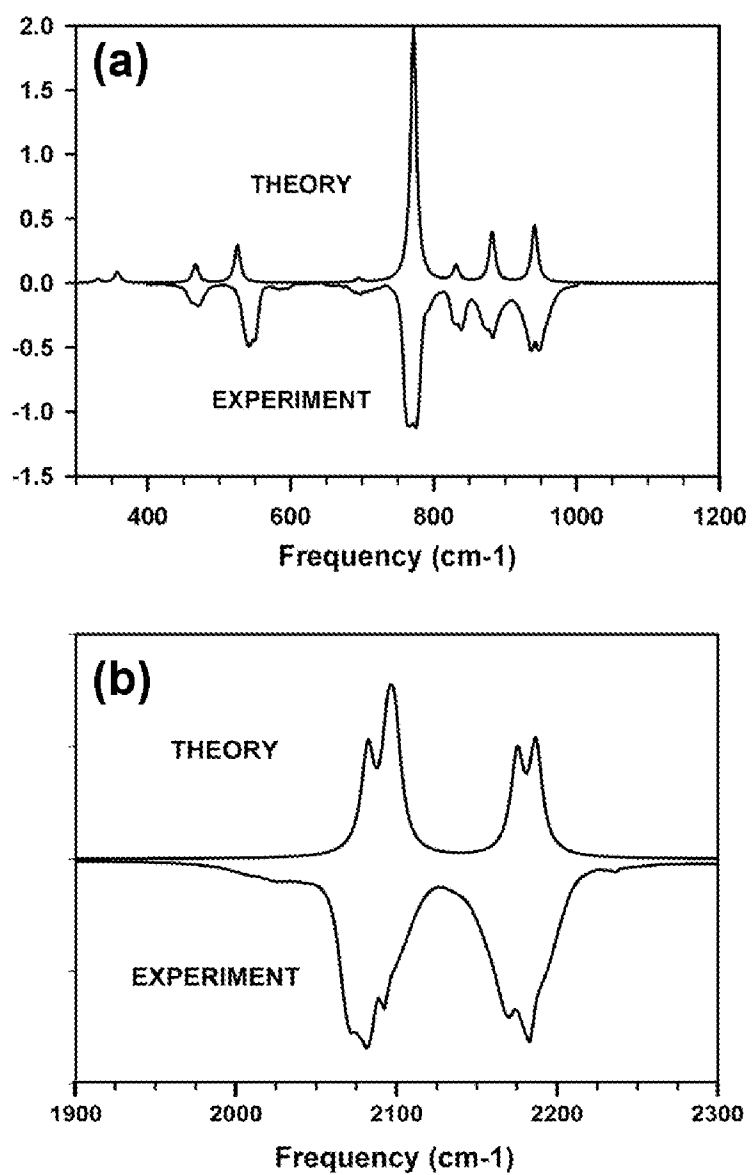 (a)
2.0
1.5
1.0
0.5
0.0
-0.5
-1.0
-1.5
THEORY
EXPERIMENT
400 600 800 1000 1200
Frequency (cm-1)
(b)
THEORY
EXPERIMENT
1900 2000 2100 2200 2300
Frequency (cm-1)